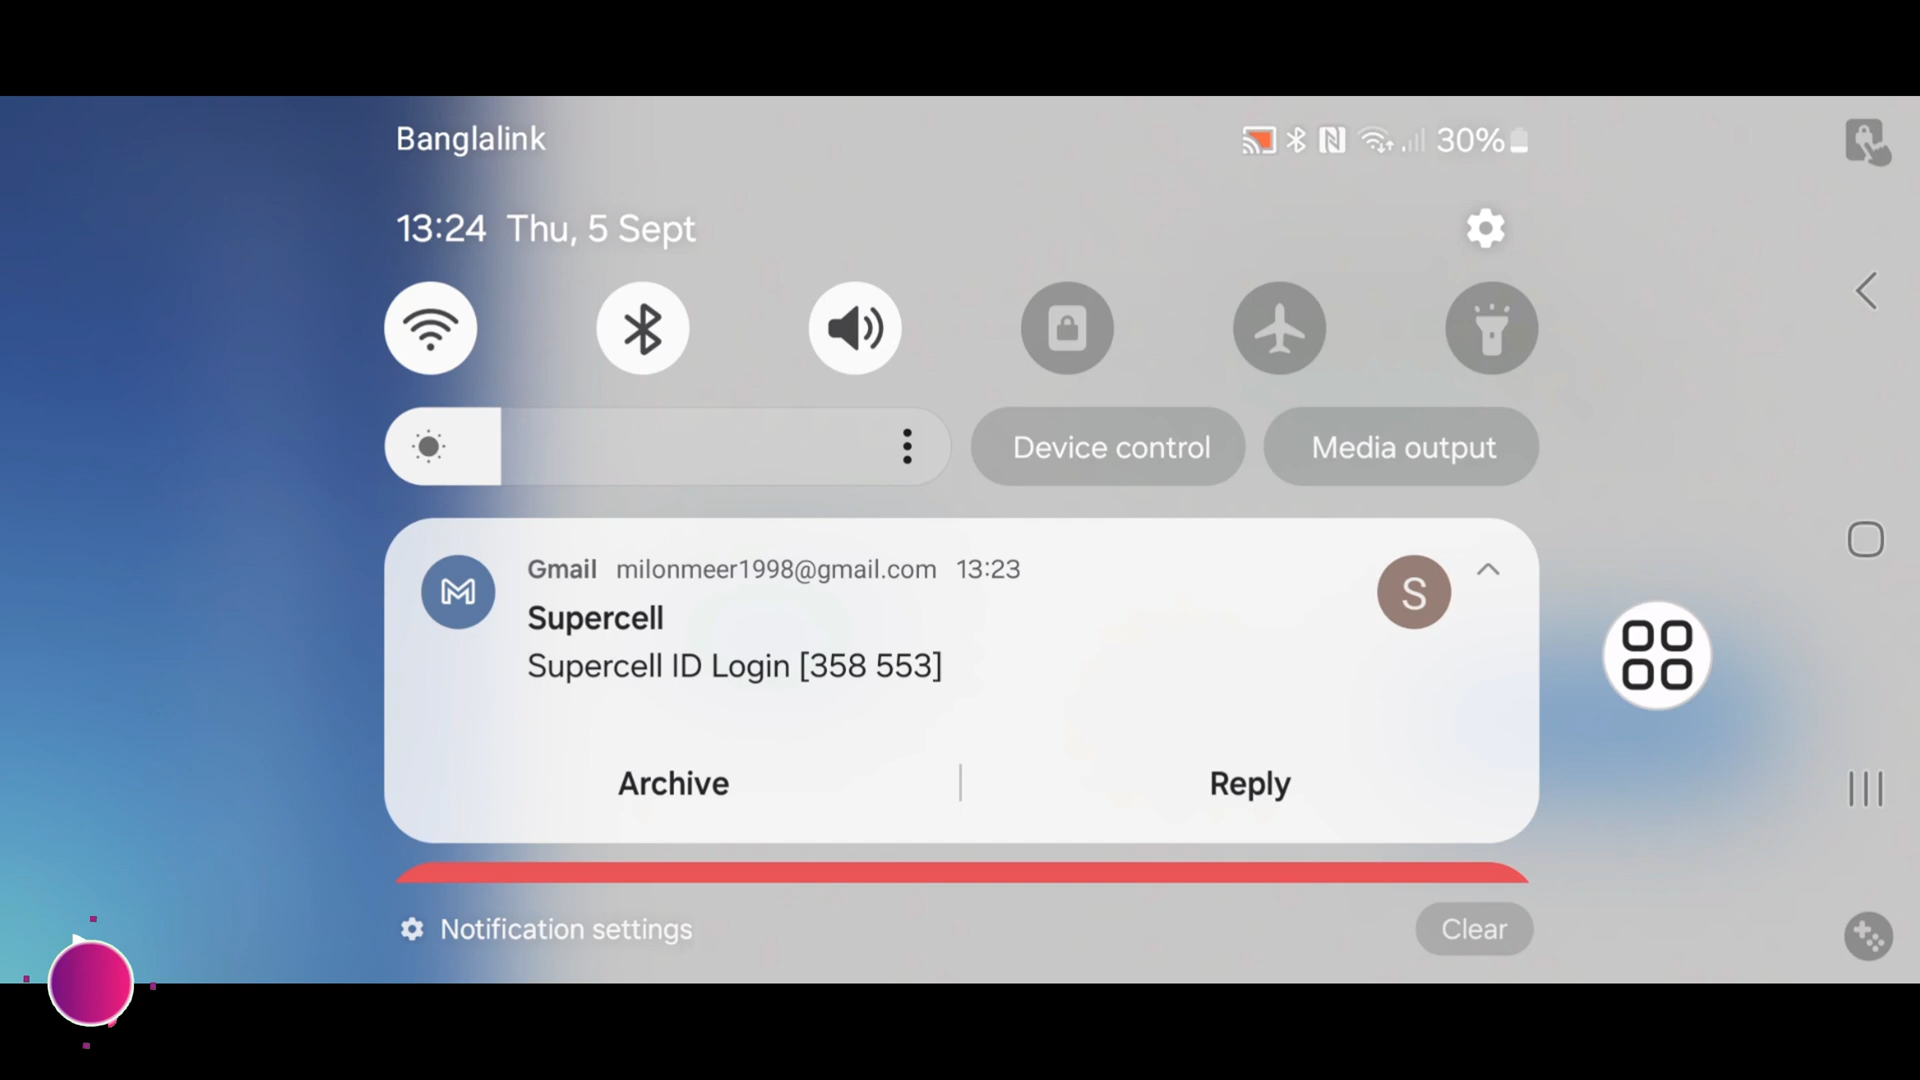 Banglalink
30%
13:24 Thu, 5 Sept
Device control
Media output
Gmail milonmeer1998@gmail.com 13:23
S
Supercell
Supercell ID Login [358 553]
Archive
Reply
Notification settings
Clear